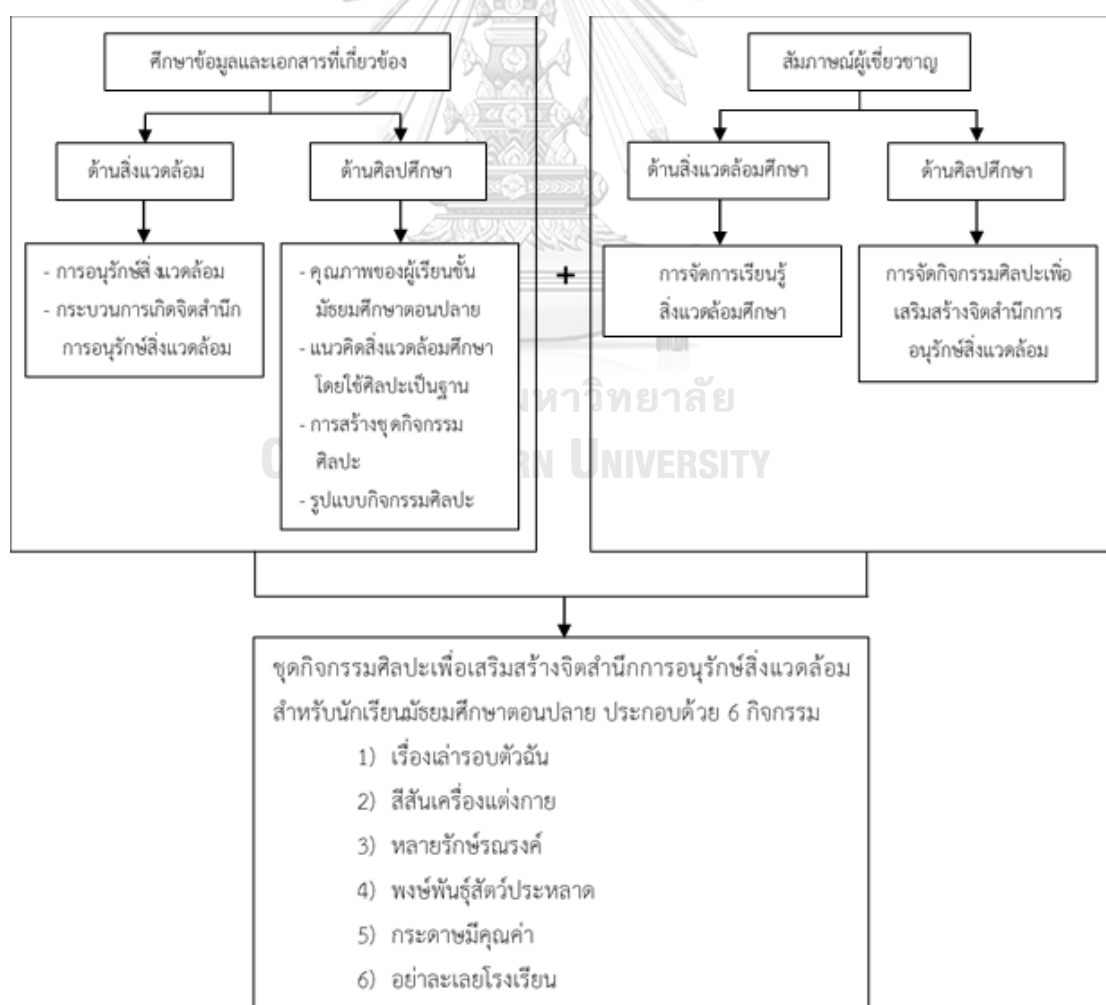 ศึกษาข้อมูลและเอกสารที่เกี่ยวข้อง
ด้านสิ่งแวดล้อม
ด้านศิลปศึกษา
- การอนุรักษ์สิ่งแวดล้อม
- กระบวนการเกิดจิตสำนึก
การอนุรักษ์สิ่งแวดล้อม
- คุณภาพของผู้เรียนชั้น
มัธยมศึกษาตอนปลาย
- แนวคิดสิ่งแวดล้อมศึกษา
โดยใช้ศิลปะเป็นฐาน
- การสร้างชุดกิจกรรม
ศิลปะ
- รูปแบบกิจกรรมศิลปะ
+
สัมภาษณ์ผู้เชี่ยวชาญ
ด้านสิ่งแวดล้อมศึกษา
ด้านศิลปศึกษา
การจัดการเรียนรู้
สิ่งแวดล้อมศึกษา
การจัดกิจกรรมศิลปะเพื่อ
เสริมสร้างจิตสำนึกการ
อนุรักษ์สิ่งแวดล้อม
มหาวิทยาลัย
UNIVERSITY
ชุดกิจกรรมศิลปะเพื่อเสริมสร้างจิตสำนึกการอนุรักษ์สิ่งแวดล้อม
สำหรับนักเรียนมัธยมศึกษาตอนปลาย ประกอบด้วย 6 กิจกรรม
1) เรื่องเล่ารอบตัวฉัน
2) สีสันเครื่องแต่งกาย
3) หลายรักษ์รณรงค์
4) พงษ์พันธุ์สัตว์ประหลาด
5) กระดาษมีคุณค่า
6) อย่าละเลยโรงเรียน